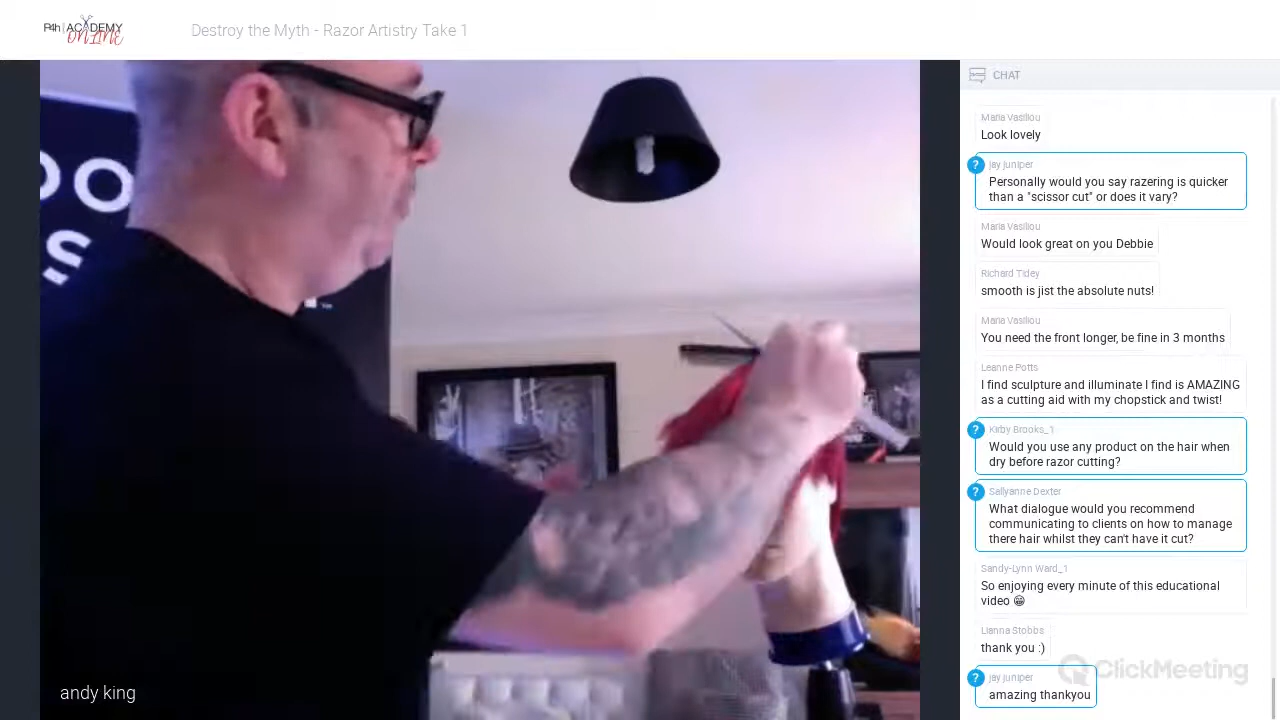 P4h | ACADEMY
ONLINE
Destroy the Myth - Razor Artistry Take 1
CHAT
Maria Vasiliou
Look lovely
? jay juniper
Personally would you say razering is quicker
than a "scissor cut" or does it vary?
Maria Vasiliou
Would look great on you Debbie
Richard Tidey
smooth is jist the absolute nuts!
Maria Vasiliou
You need the front longer, be fine in 3 months
Leanne Potts
I find sculpture and illuminate I find is AMAZING
as a cutting aid with my chopstick and twist!
? Kirby Brooks_1
Would you use any product on the hair when
dry before razor cutting?
? Sallyanne Dexter
What dialogue would you recommend
communicating to clients on how to manage
there hair whilst they can't have it cut?
Sandy-Lynn Ward_1
So enjoying every minute of this educational
video 😀
Lianna Stobbs
thank you :)
? jay juniper
amazing thankyou
ClickMeeting
andy king